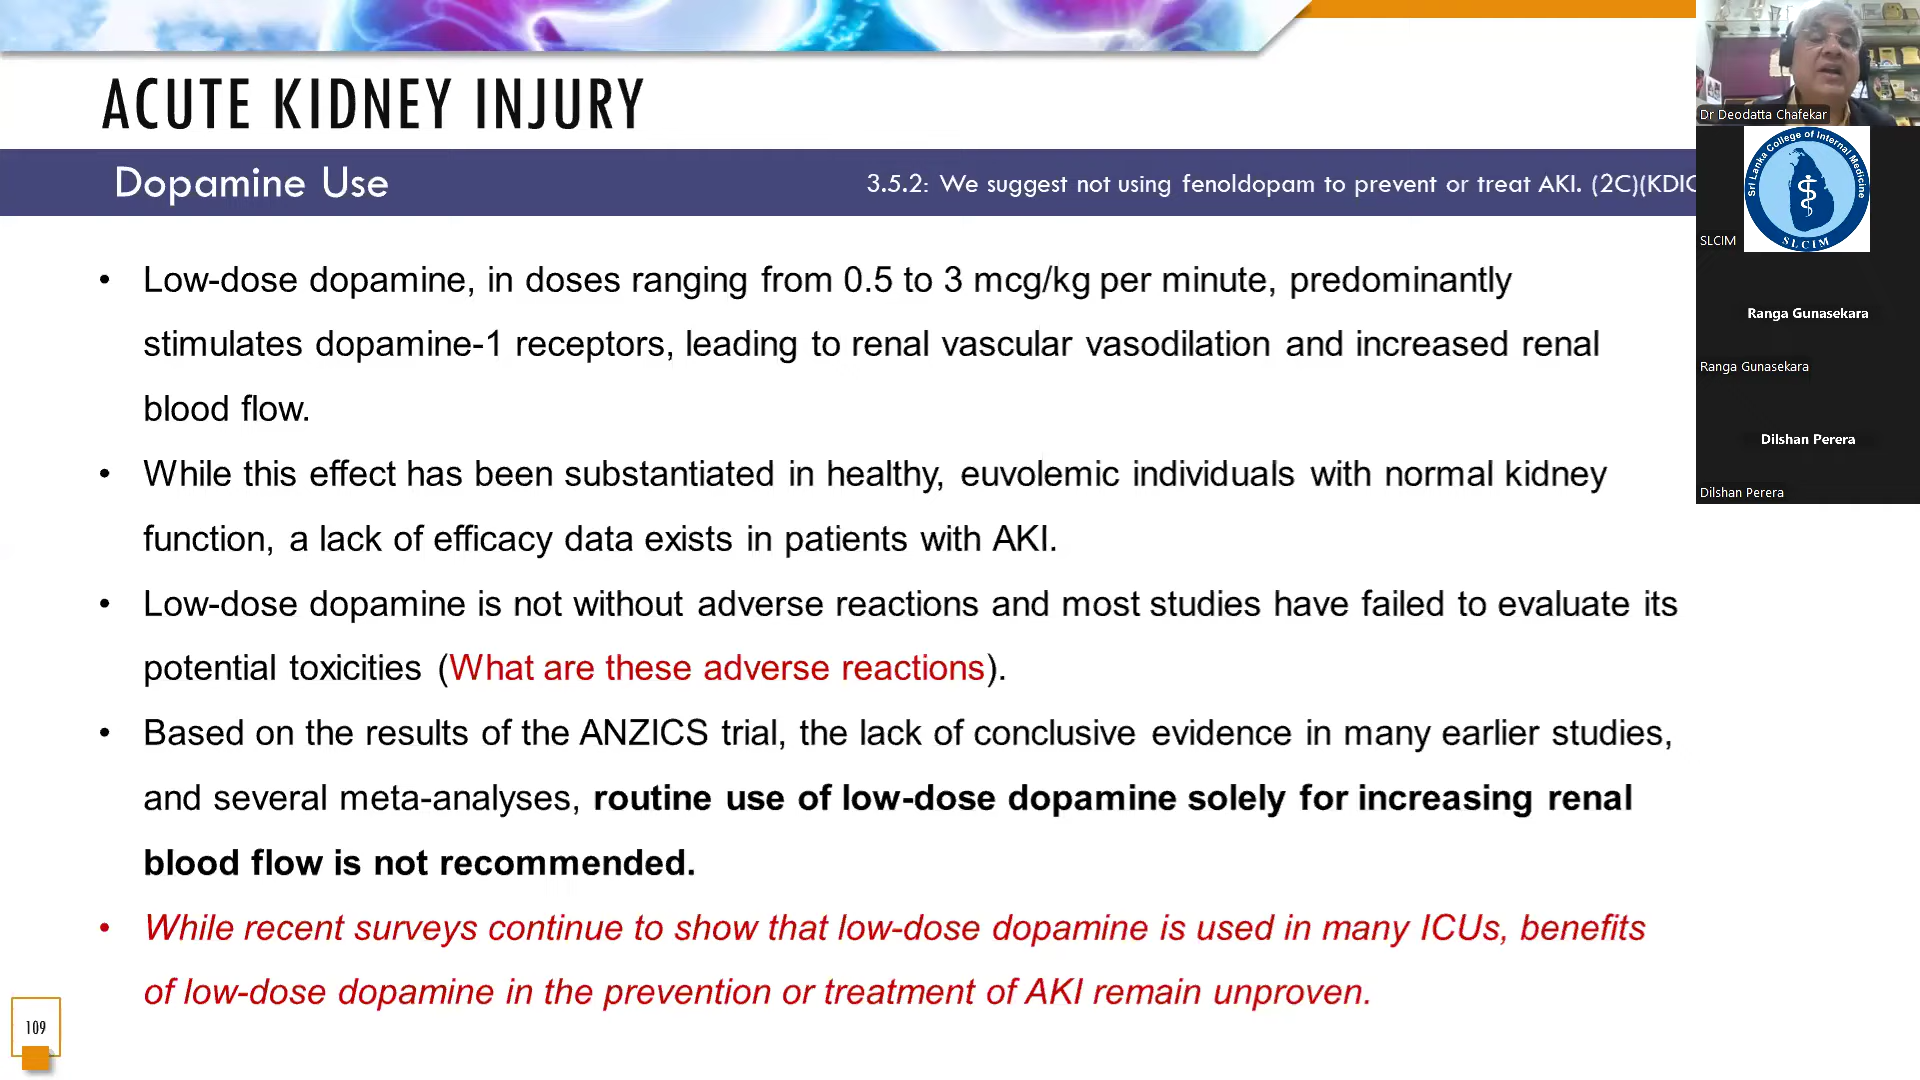 ACUTE KIDNEY INJURY
Dopamine Use
3.5.2: We suggest not using fenoldopam to prevent or treat AKI. (2C)(KDIG
• Low-dose dopamine, in doses ranging from 0.5 to 3 mcg/kg per minute, predominantly
stimulates dopamine-1 receptors, leading to renal vascular vasodilation and increased renal
blood flow.
• While this effect has been substantiated in healthy, euvolemic individuals with normal kidney
function, a lack of efficacy data exists in patients with AKI.
• Low-dose dopamine is not without adverse reactions and most studies have failed to evaluate its
potential toxicities (What are these adverse reactions).
• Based on the results of the ANZICS trial, the lack of conclusive evidence in many earlier studies,
and several meta-analyses, routine use of low-dose dopamine solely for increasing renal
blood flow is not recommended.
• While recent surveys continue to show that low-dose dopamine is used in many ICUs, benefits
of low-dose dopamine in the prevention or treatment of AKI remain unproven.
109
Dr Deodatta Chafekar
Sri Lanka College of Internal Medicine
SLCIM
SLCIM
Ranga Gunasekara
Ranga Gunasekara
Dilshan Perera
Dilshan Perera